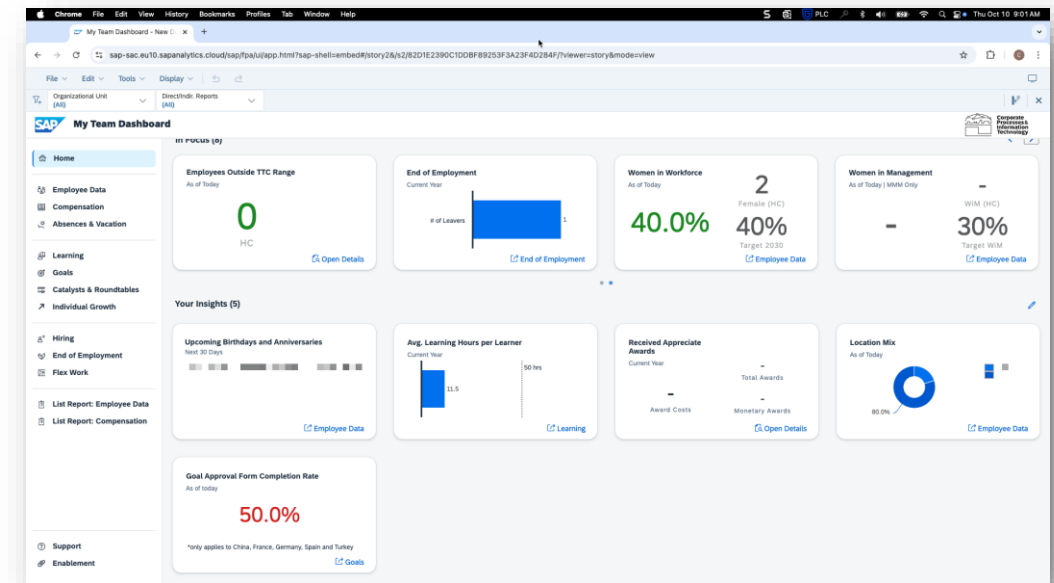 Chrome File Edit View History Bookmarks Profiles Tab Window Help
PLC Thu Oct 10 9:01 AM
My Team Dashboard - New D
sap-sac.eu10.sapanalytics.cloud/sap/fpa/ui/app.html?sap-shell=embed#/story2&/s2/82D1E2390C1DDBF89253F3A23F4D284F/?viewer=story&mode=view
File Edit Tools Display
Organizational Unit
(All)
Direct/Indir. Reports
(All)
SAP My Team Dashboard
Corporate
Processes &
Information
Technology
In Focus (8)
Home
Employee Data
Compensation
Absences & Vacation
Learning
Goals
Catalysts & Roundtables
Individual Growth
Hiring
End of Employment
Flex Work
List Report: Employee Data
List Report: Compensation
Support
Enablement
Employees Outside TTC Range
As of Today
0
HC
Open Details
End of Employment
Current Year
# of Leavers
1
End of Employment
Women in Workforce
As of Today
40.0%
2
Female (HC)
40%
Target 2030
Employee Data
Women in Management
As of Today | MMM Only
-
-
WiM (HC)
30%
Target WiM
Employee Data
Your Insights (5)
Upcoming Birthdays and Anniversaries
Next 30 Days
Employee Data
Avg. Learning Hours per Learner
Current Year
50 hrs
11.5
Learning
Received Appreciate
Awards
Current Year
-
Total Awards
-
Award Costs
-
Monetary Awards
Open Details
Location Mix
As of Today
80.0%
Employee Data
Goal Approval Form Completion Rate
As of today
50.0%
*only applies to China, France, Germany, Spain and Turkey
Goals